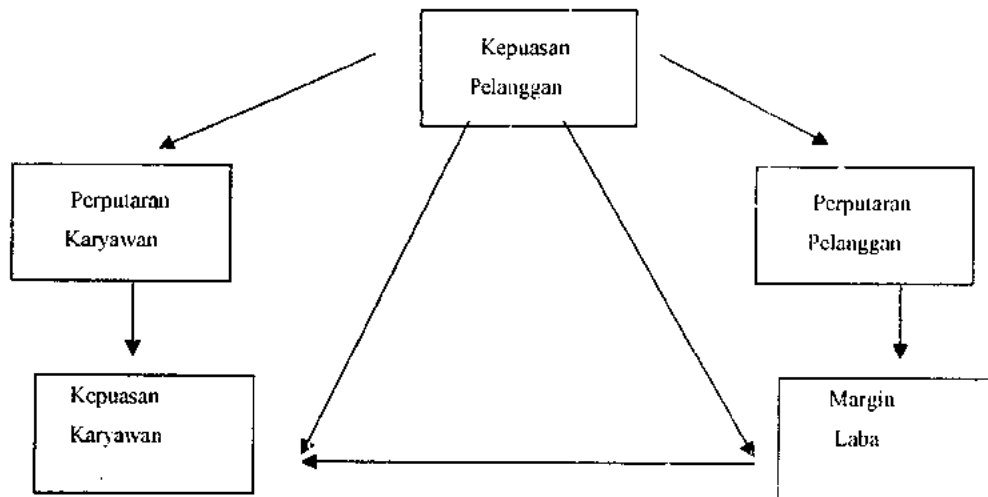 Kepuasan
Pelanggan
Perputaran
Karyawan
Perputaran
Pelanggan
Kepuasan
Karyawan
Margin
Laba